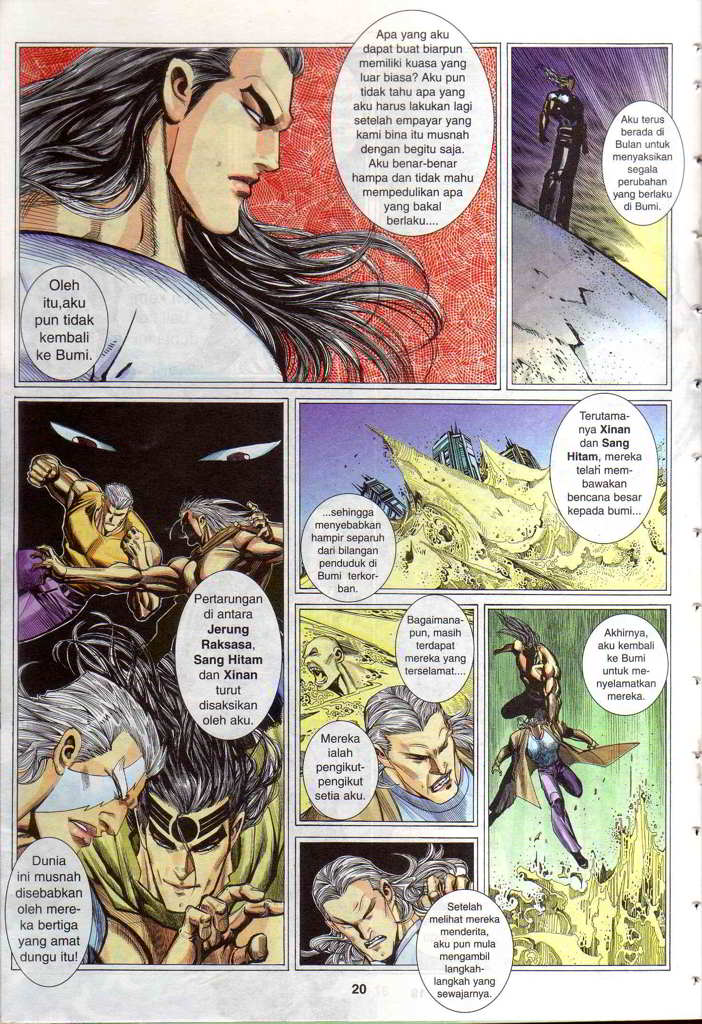 Apa yang aku
dapat buat biarpun
memiliki kuasa yang
luar biasa? Aku pun
tidak tahu apa yang
aku harus lakukan lagi
setelah empayar yang
kami bina itu musnah
dengan begitu saja.
Aku benar-benar
hampa dan tidak mahu
mempedulikan apa
yang bakal
berlaku....
Oleh
itu,aku
pun tidak
kembali
ke Bumi.
Aku terus
berada di
Bulan untuk
menyaksikan
segala
perubahan
yang berlaku
di Bumi.
Pertarungan
di antara
Jerung
Raksasa,
Sang Hitam
dan Xinan
turut
disaksikan
oleh aku.
Dunia
ini musnah
disebabkan
oleh mere-
ka bertiga
yang amat
dungu itu!
Terutama-
nya Xinan
dan Sang
Hitam, mereka
telah mem-
bawakan
bencana besar
kepada bumi...
...sehingga
menyebabkan
hampir separuh
dari bilangan
penduduk di
Bumi terkor-
ban.
Bagaimana-
pun, masih
terdapat
mereka yang
terselamat....
Mereka
ialah
pengikut-
pengikut
setia aku.
Setelah
melihat mereka
menderita,
aku pun mula
mengambil
langkah-
langkah yang
sewajarnya.
Akhirnya,
aku kembali
ke Bumi
untuk me-
nyelamatkan
mereka.
20